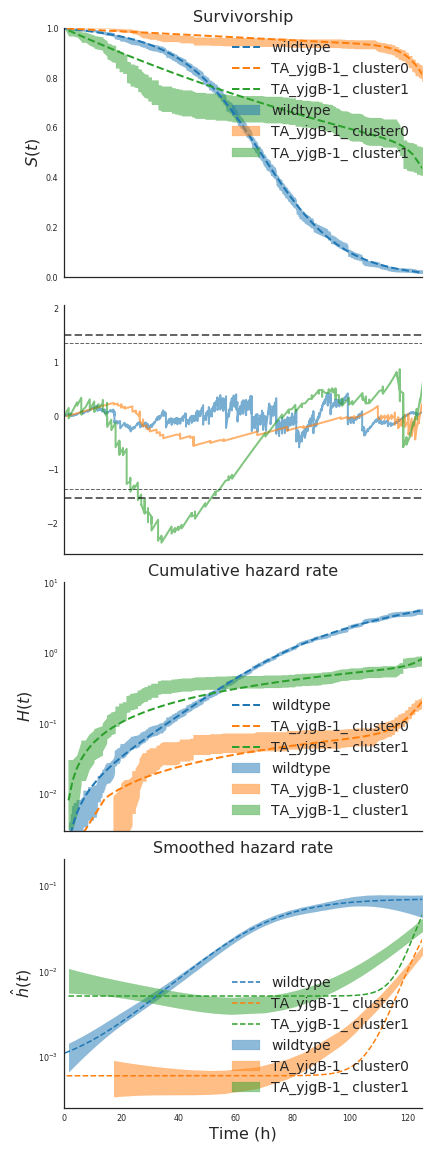 Survivorship
1.0
0.8
0.6
0.4
0.2
0.0
S(t)
wildtype
TA_yjgB-1_ cluster0
TA_yjgB-1_ cluster1
wildtype
TA_yjgB-1_ cluster0
TA_yjgB-1_ cluster1
2
1
0
−1
−2
Cumulative hazard rate
10¹
10⁰
10⁻¹
10⁻²
H(t)
wildtype
TA_yjgB-1_ cluster0
TA_yjgB-1_ cluster1
wildtype
TA_yjgB-1_ cluster0
TA_yjgB-1_ cluster1
Smoothed hazard rate
10⁻¹
10⁻²
10⁻³
ĥ(t)
wildtype
TA_yjgB-1_ cluster0
TA_yjgB-1_ cluster1
wildtype
TA_yjgB-1_ cluster0
TA_yjgB-1_ cluster1
0 20 40 60 80 100 120
Time (h)